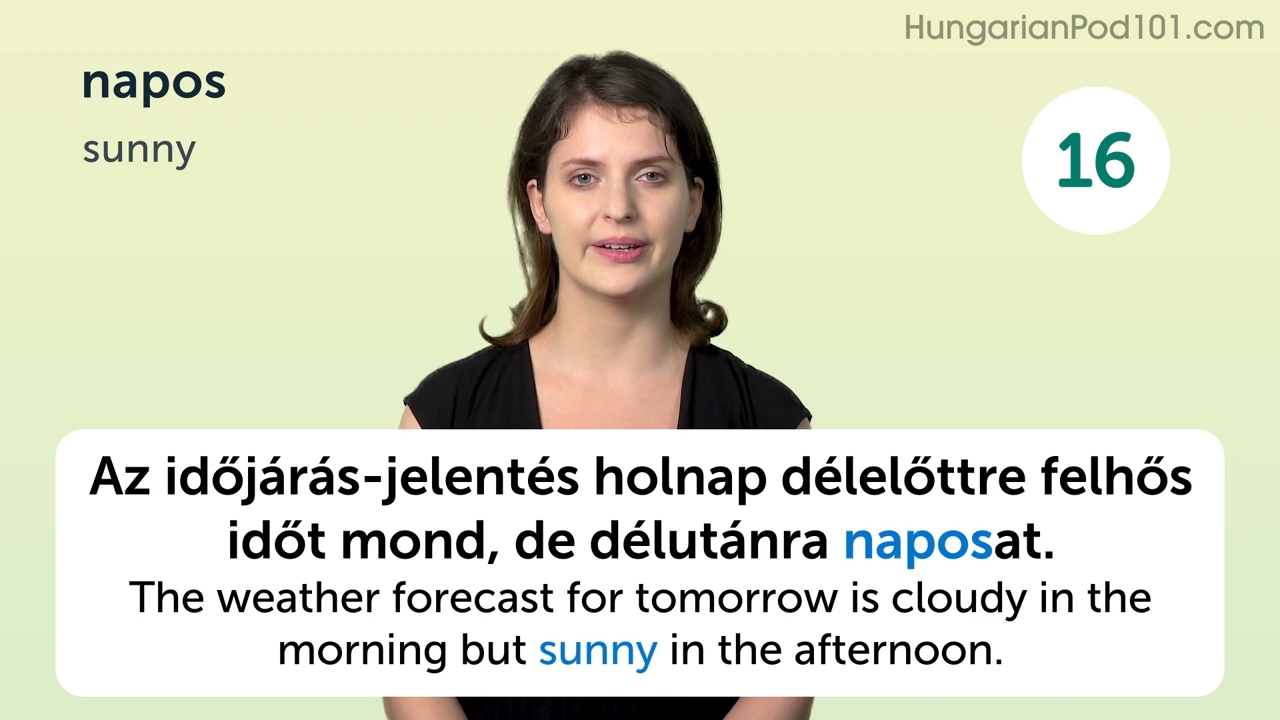 HungarianPod101.com
napos
sunny
16
Az időjárás-jelentés holnap délelőttre felhős
időt mond, de délutánra naposat.
The weather forecast for tomorrow is cloudy in the
morning but sunny in the afternoon.